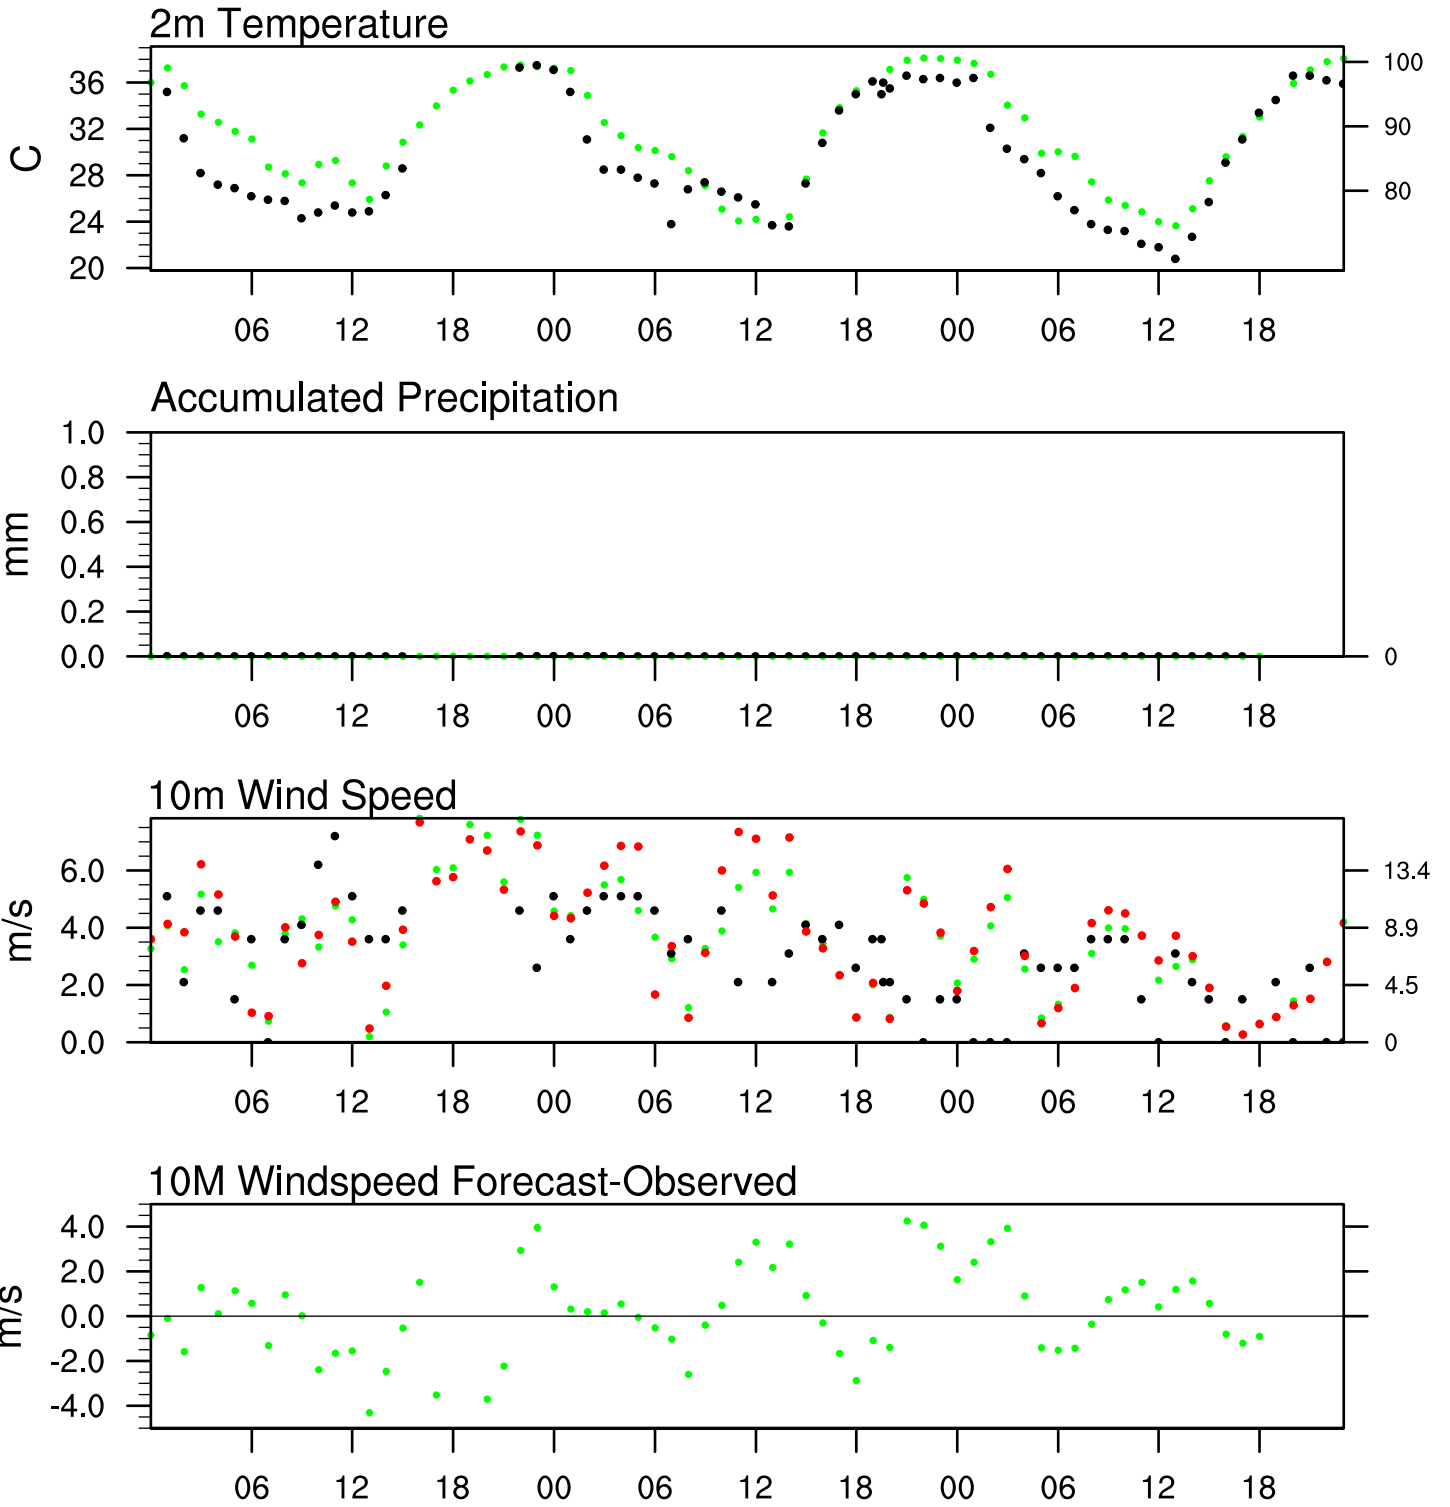 2m Temperature
C
36
32
28
24
20
100
90
80
06 12 18 00 06 12 18 00 06 12 18
Accumulated Precipitation
mm
1.0
0.8
0.6
0.4
0.2
0.0
0
06 12 18 00 06 12 18 00 06 12 18
10m Wind Speed
m/s
6.0
4.0
2.0
0.0
13.4
8.9
4.5
0
06 12 18 00 06 12 18 00 06 12 18
10M Windspeed Forecast-Observed
m/s
4.0
2.0
0.0
-2.0
-4.0
06 12 18 00 06 12 18 00 06 12 18